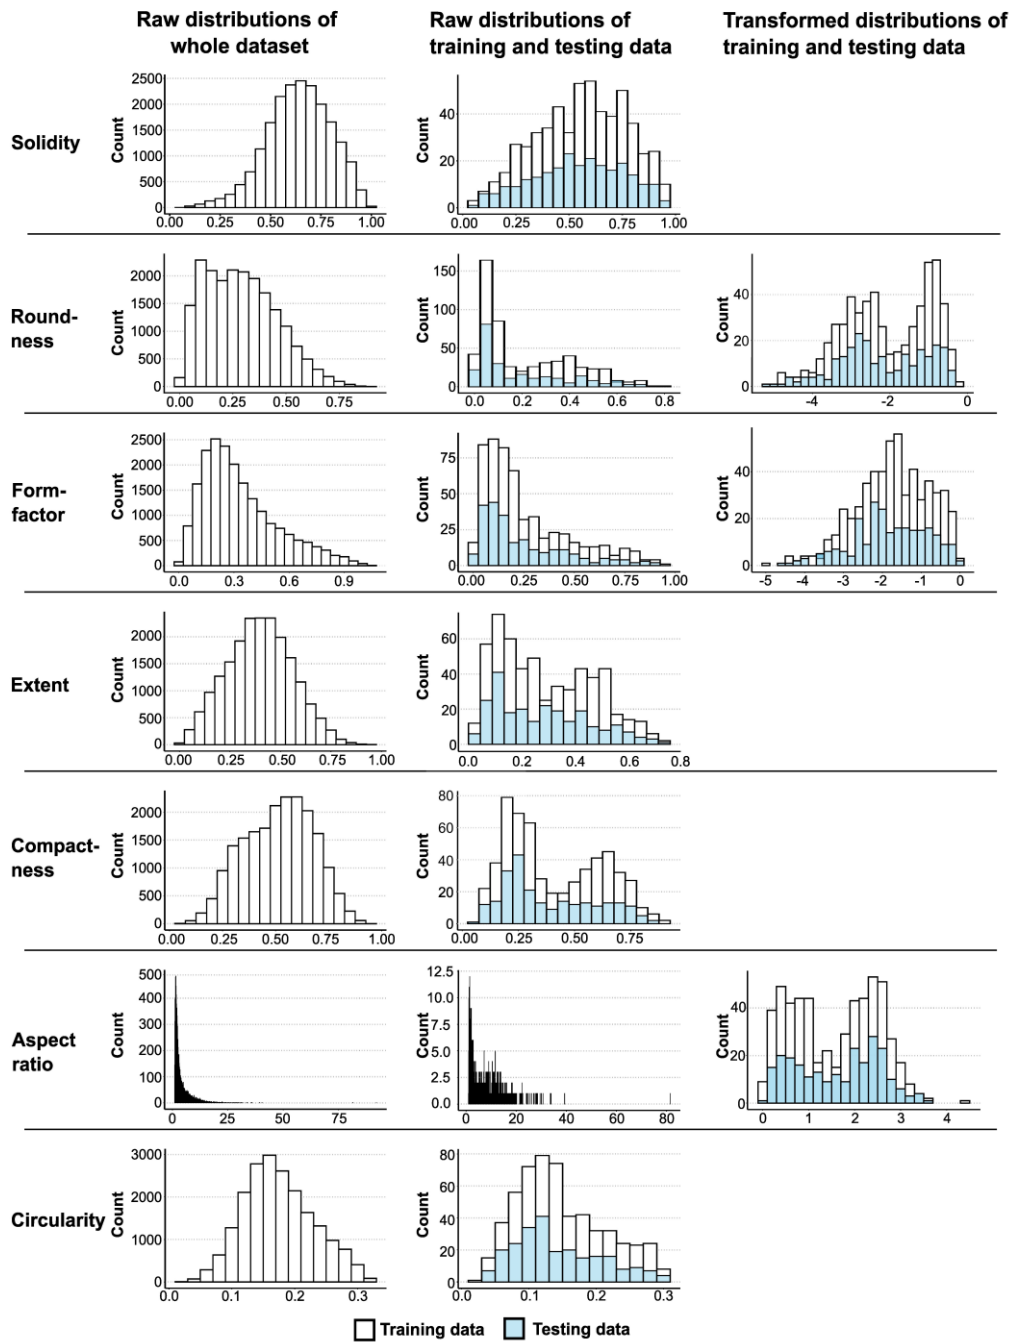 Raw distributions of
whole dataset
Raw distributions of
training and testing data
Transformed distributions of
training and testing data
Solidity
Count
2500
2000
1500
1000
500
0
0.00 0.25 0.50 0.75 1.00
Count
40
20
0
0.00 0.25 0.50 0.75 1.00
Round-
ness
Count
2000
1500
1000
500
0
0.00 0.25 0.50 0.75
Count
150
100
50
0
0.0 0.2 0.4 0.6 0.8
Count
40
20
0
-4 -2 0
Form-
factor
Count
2500
2000
1500
1000
500
0
0.0 0.3 0.6 0.9
Count
75
50
25
0
0.00 0.25 0.50 0.75 1.00
Count
40
20
0
-5 -4 -3 -2 -1 0
Extent
Count
2000
1500
1000
500
0
0.00 0.25 0.50 0.75 1.00
Count
60
40
20
0
0.0 0.2 0.4 0.6 0.8
Compact-
ness
Count
2000
1500
1000
500
0
0.00 0.25 0.50 0.75 1.00
Count
80
60
40
20
0
0.00 0.25 0.50 0.75
Aspect
ratio
Count
500
400
300
200
100
0
0 25 50 75
Count
12.5
10.0
7.5
5.0
2.5
0.0
0 20 40 60 80
Count
40
20
0
0 1 2 3 4
Circularity
Count
3000
2000
1000
0
0.0 0.1 0.2 0.3
Count
80
60
40
20
0
0.0 0.1 0.2 0.3
Training data Testing data